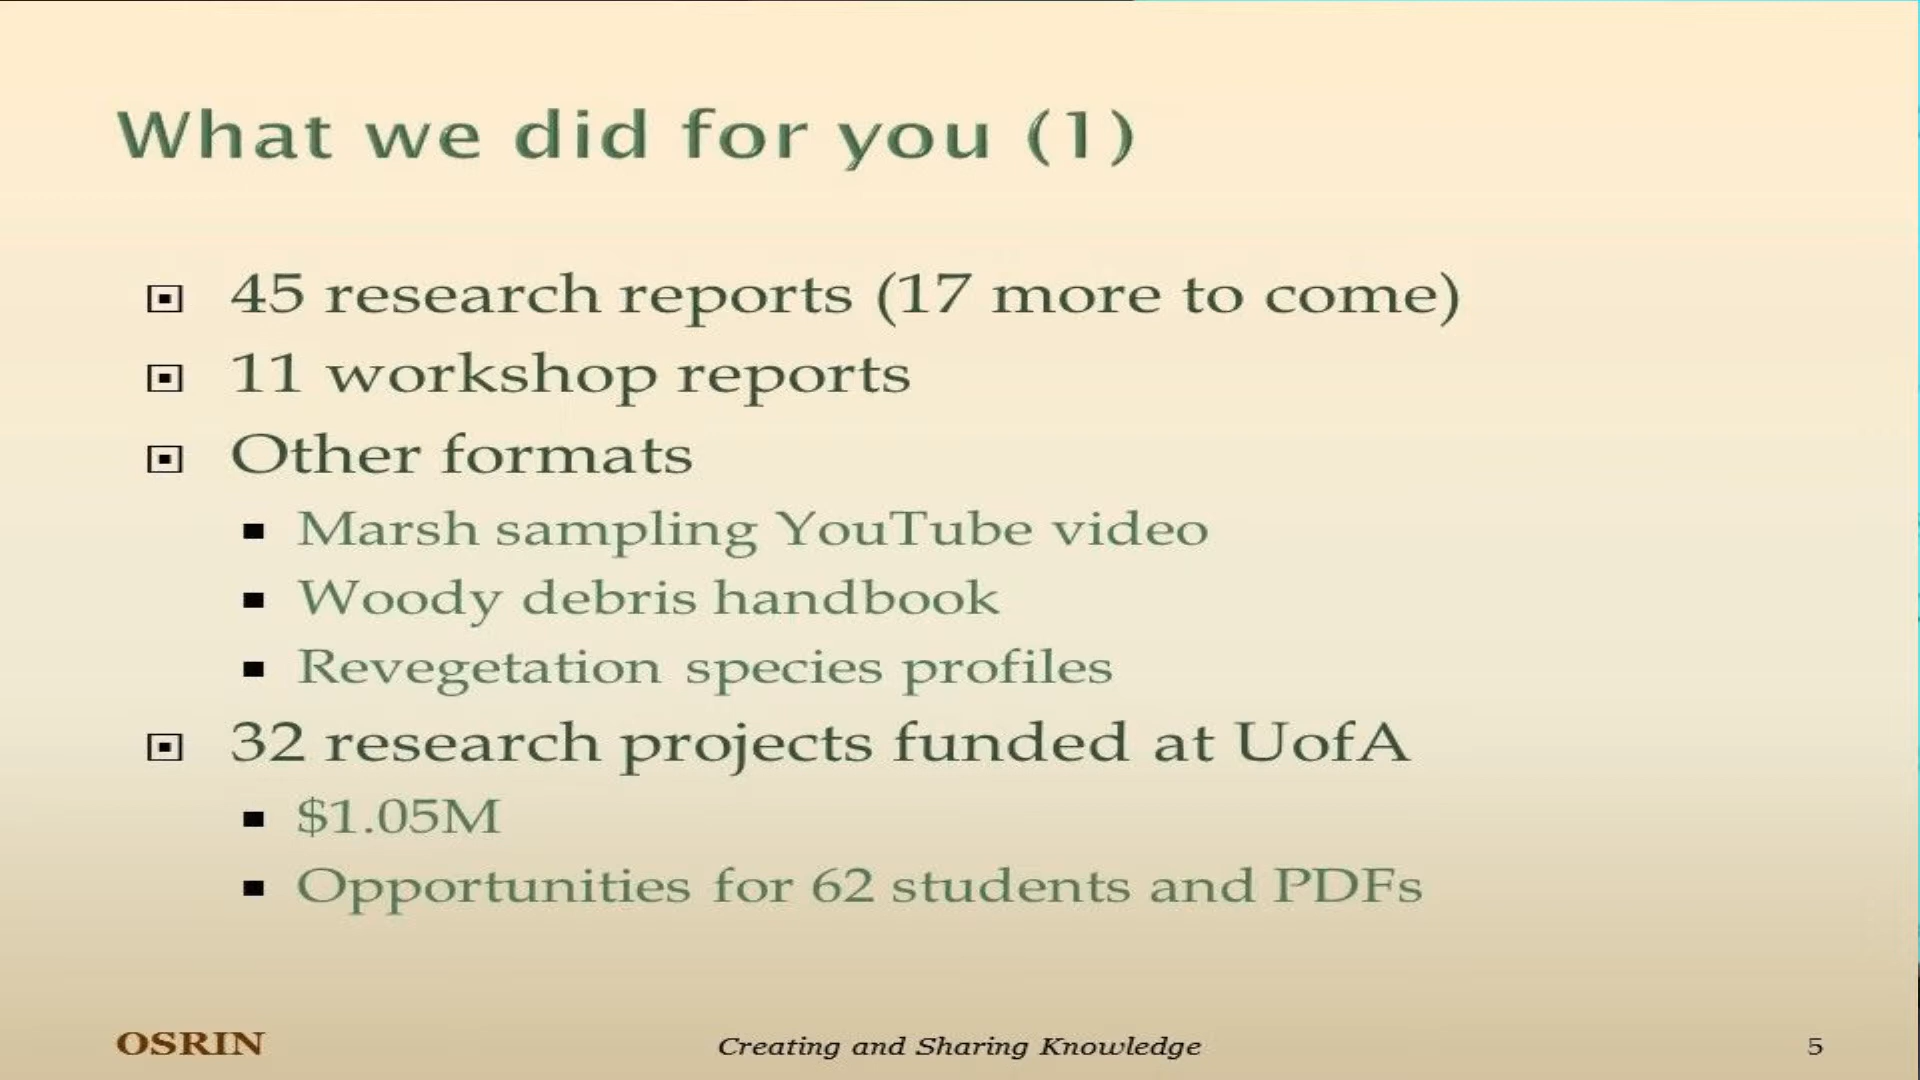 What we did for you (1)
45 research reports (17 more to come)
11 workshop reports
Other formats
Marsh sampling YouTube video
Woody debris handbook
Revegetation species profiles
32 research projects funded at UofA
$1.05M
Opportunities for 62 students and PDFs
OSRIN
Creating and Sharing Knowledge
5